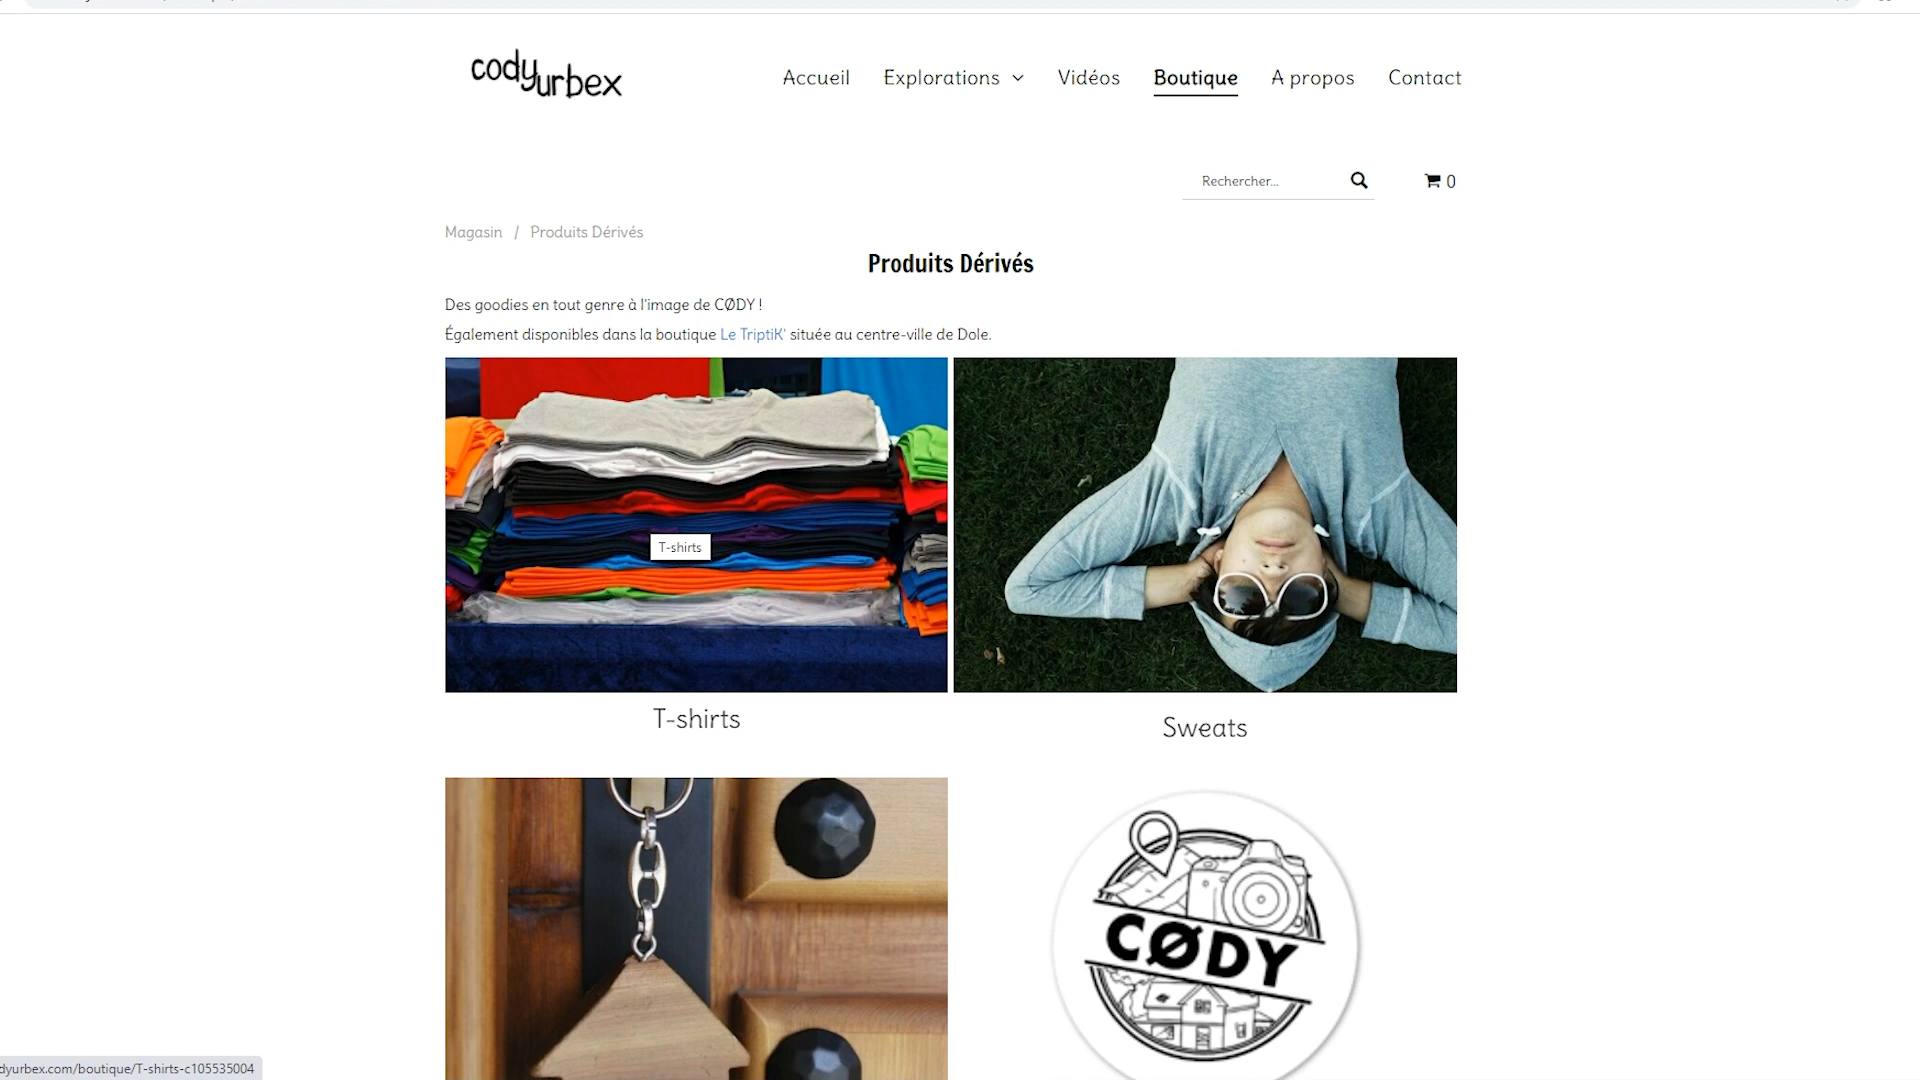 codyurbex
Accueil Explorations Vidéos Boutique A propos Contact
Rechercher... 0
Magasin / Produits Dérivés
Produits Dérivés
Des goodies en tout genre à l'image de CØDY !
Également disponibles dans la boutique Le TriptiK' située au centre-ville de Dole.
T-shirts
T-shirts
Sweats
CØDY
dyurbex.com/boutique/T-shirts-c105535004